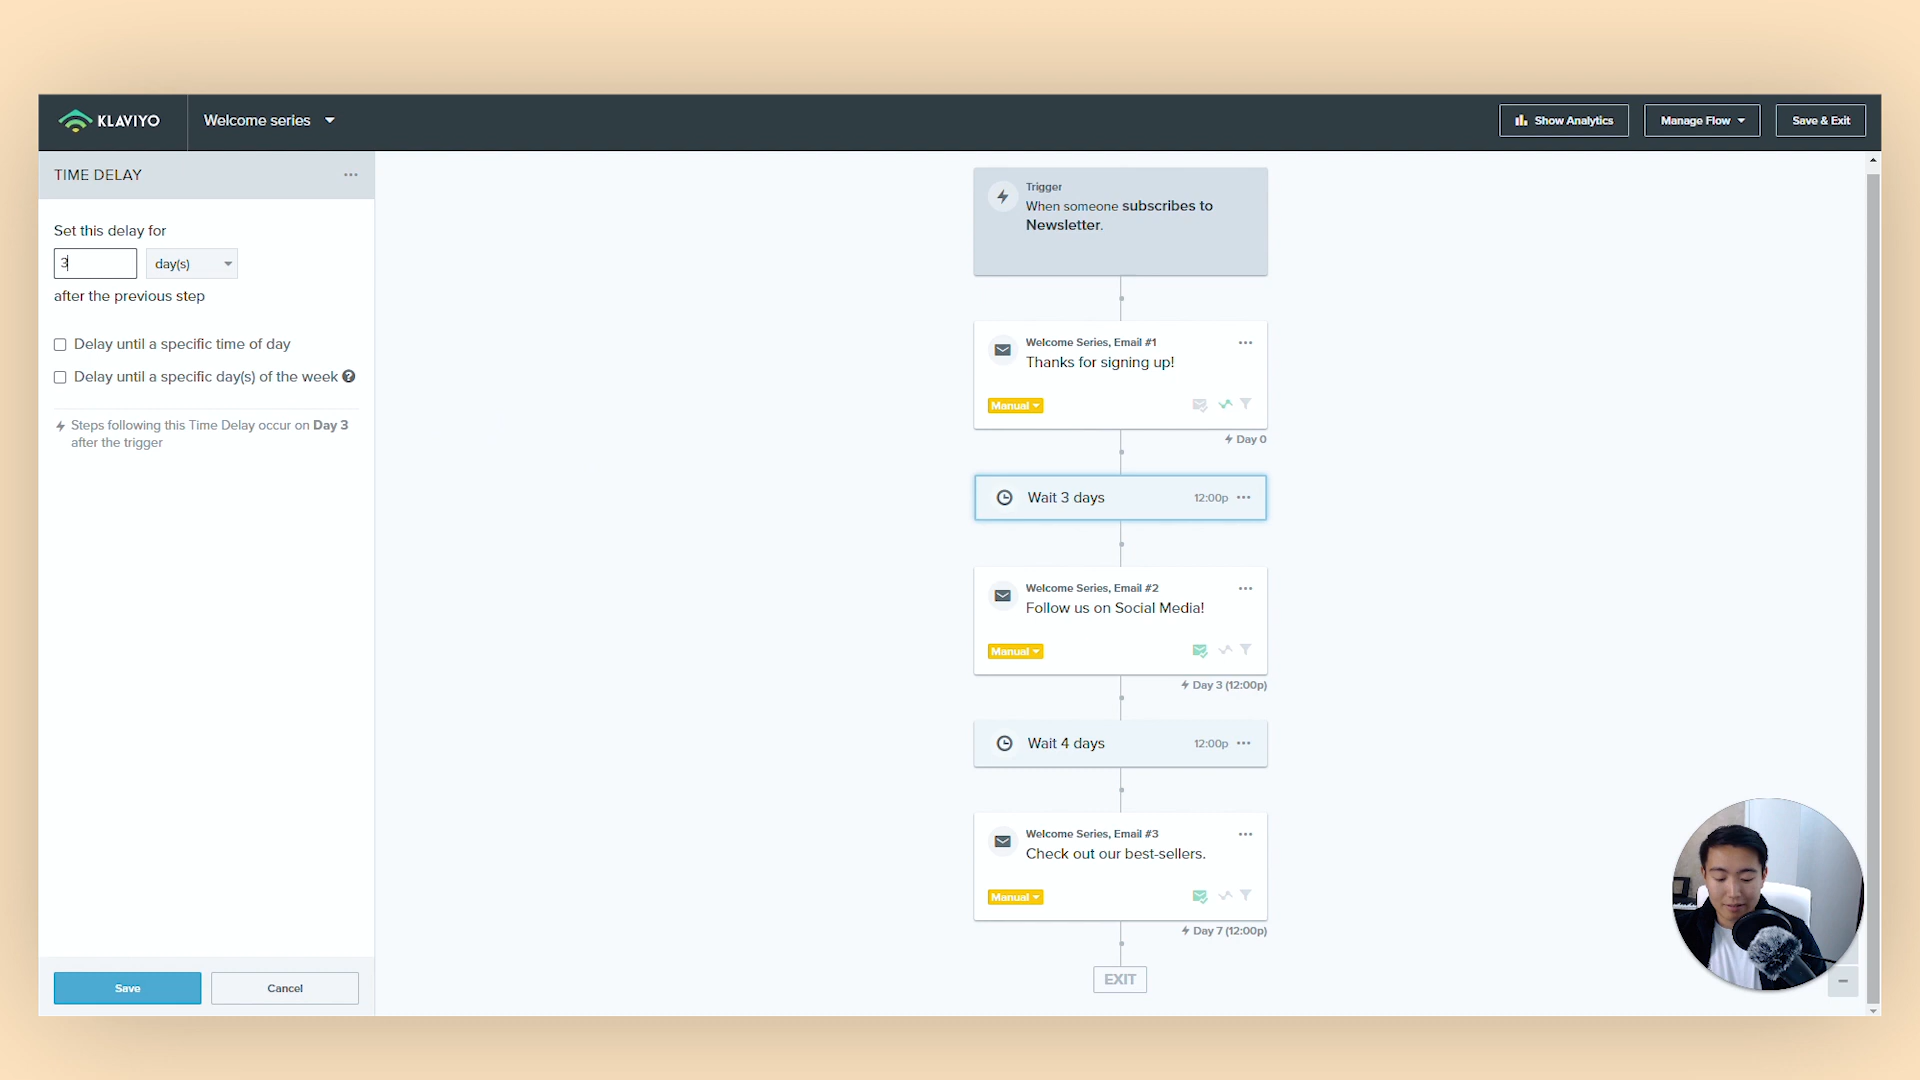 KLAVIYO
Welcome series
Show Analytics
Manage Flow
Save & Exit
TIME DELAY
Set this delay for
3
day(s)
after the previous step
Delay until a specific time of day
Delay until a specific day(s) of the week ?
Steps following this Time Delay occur on Day 3
after the trigger
Save
Cancel
Trigger
When someone subscribes to
Newsletter.
Welcome Series, Email #1
Thanks for signing up!
Manual
Day 0
Wait 3 days
12:00p
Welcome Series, Email #2
Follow us on Social Media!
Manual
Day 3 (12:00p)
Wait 4 days
12:00p
Welcome Series, Email #3
Check out our best-sellers.
Manual
Day 7 (12:00p)
EXIT